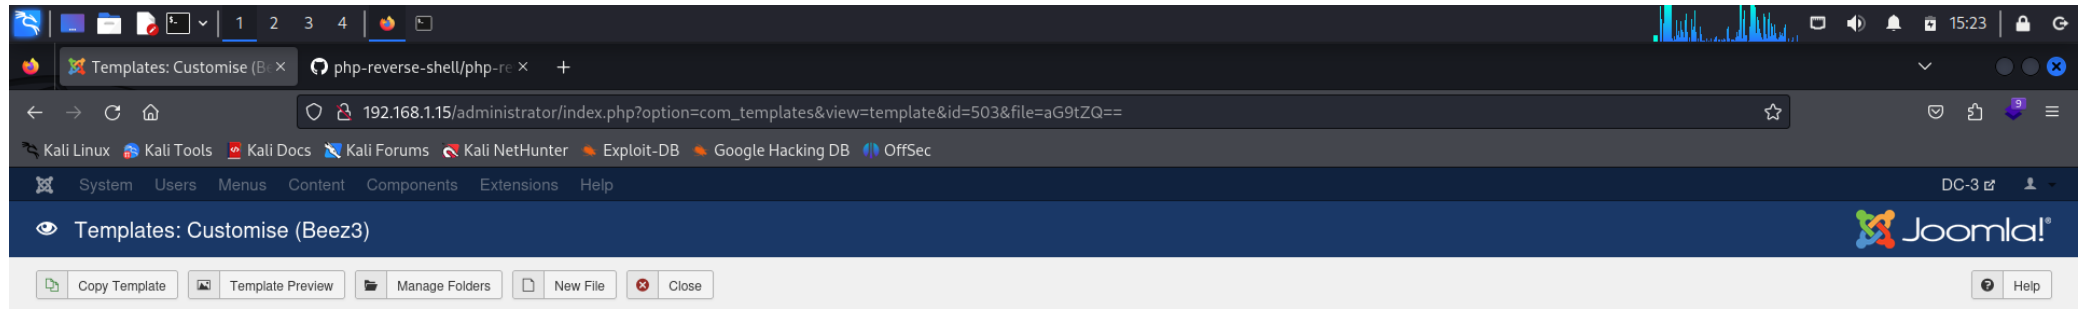 1 2 3 4 15:23
Templates: Customise (Be php-reverse-shell/php-re
192.168.1.15/administrator/index.php?option=com_templates&view=template&id=503&file=aG9tZQ== 9
Kali Linux Kali Tools Kali Docs Kali Forums Kali NetHunter Exploit-DB Google Hacking DB OffSec
System Users Menus Content Components Extensions Help DC-3
Templates: Customise (Beez3) Joomla!®
Copy Template Template Preview Manage Folders New File Close Help